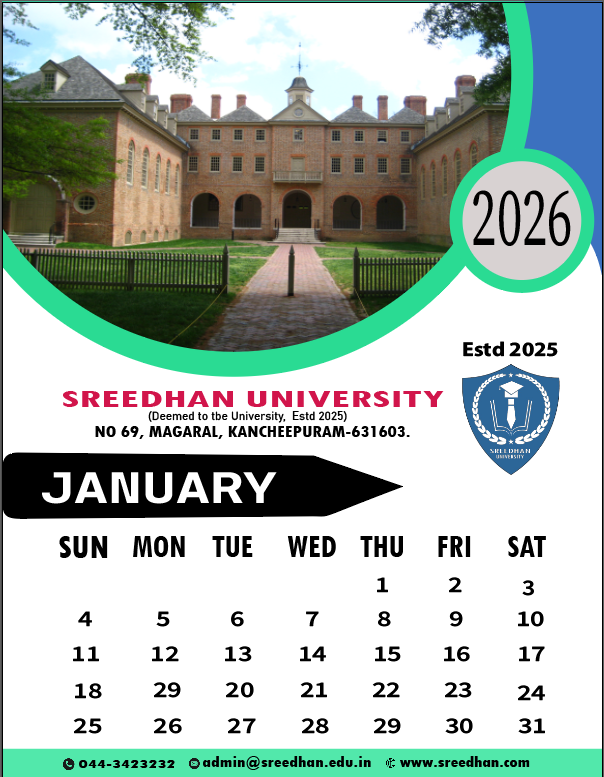 2026
Estd 2025
SREEDHAN UNIVERSITY
(Deemed to the University,  Estd 2025)
NO 69, MAGARAL, KANCHEEPURAM-631603.
SREEDHAN
UNIVERSITY
JANUARY
SUN MON TUE WED THU FRI SAT
1 2 3
4 5 6 7 8 9 10
11 12 13 14 15 16 17
18 29 20 21 22 23 24
25 26 27 28 29 30 31
044-3423232 admin@sreedhan.edu.in www.sreedhan.com